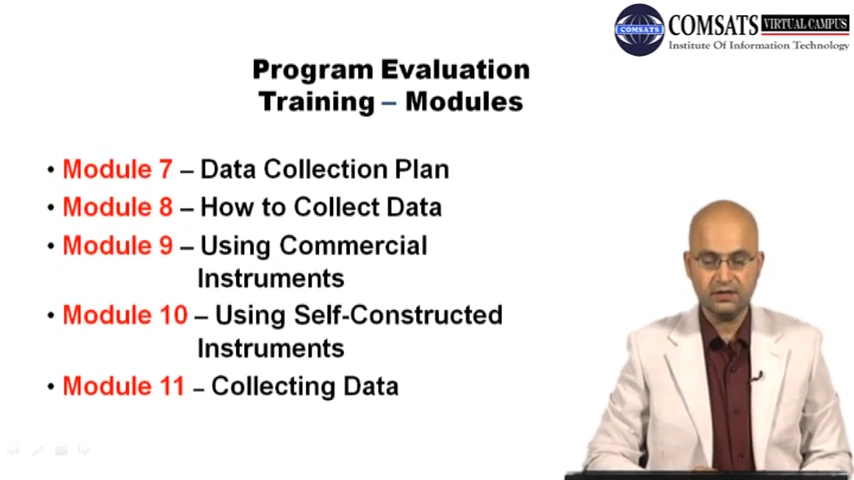 COMSATS VIRTUAL CAMPUS
Institute Of Information Technology
COMSATS
Program Evaluation
Training – Modules
• Module 7 – Data Collection Plan
• Module 8 – How to Collect Data
• Module 9 – Using Commercial
Instruments
• Module 10 – Using Self-Constructed
Instruments
• Module 11 – Collecting Data